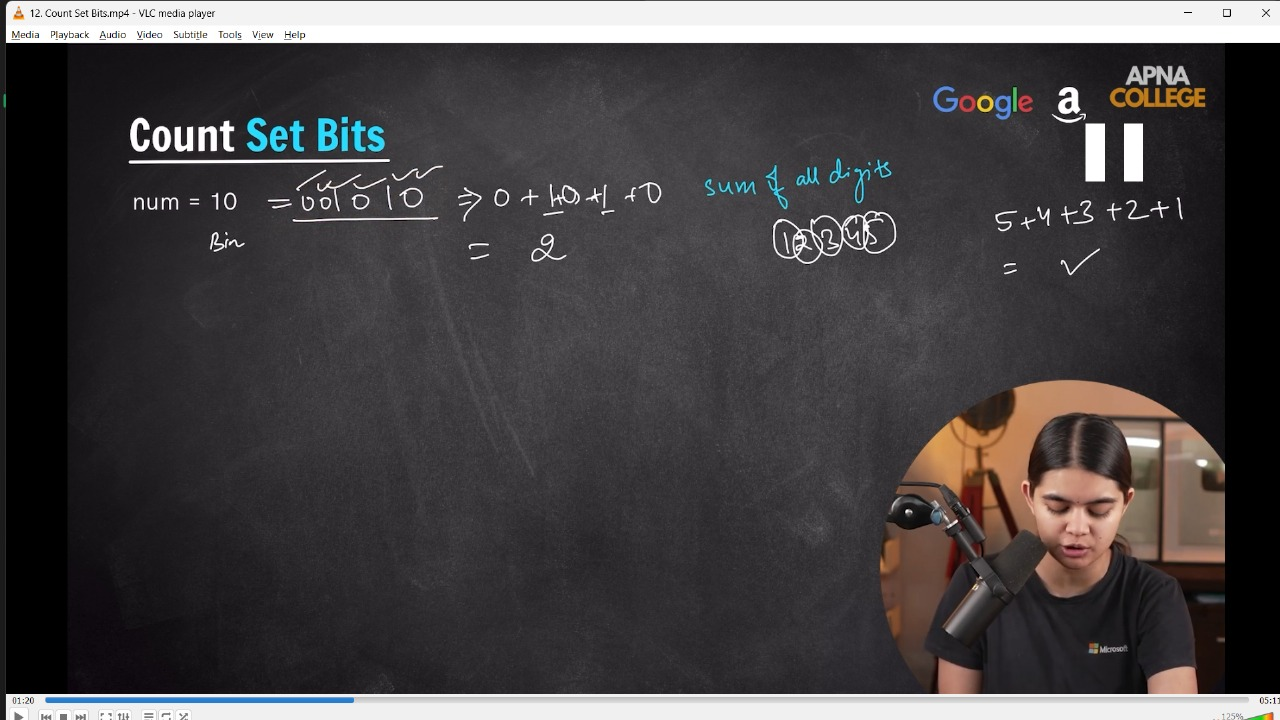 12. Count Set Bits.mp4 - VLC media player
Media Playback Audio Video Subtitle Tools View Help
APNA
COLLEGE
Google
Count Set Bits
num = 10 = 001010 ⇒ 0 + 1+0 +1 +0
sum of all digits
Bin
= 2
12345
5+4+3+2+1
= ✓
Microsoft
01:20
05:11
125%